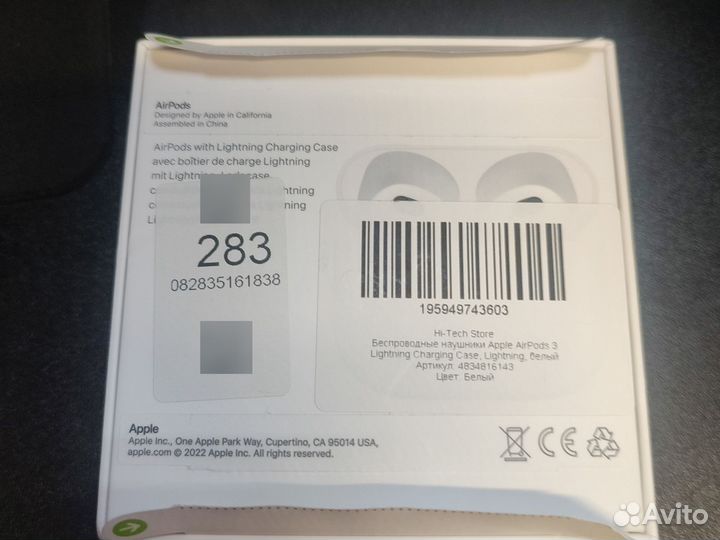 AirPods
Designed by Apple in California
Assembled in China
AirPods with Lightning Charging Case
avec boîtier de charge Lightning
mit Lightning
283
082835161838
195949743603
Hi-Tech Store
Беспроводные наушники Apple AirPods 3
Lightning Charging Case, Lightning, белый
Артикул: 4834816143
Цвет: Белый
Apple
Apple Inc., One Apple Park Way, Cupertino, CA 95014 USA,
apple.com © 2022 Apple Inc. All rights reserved.
CE
Avito